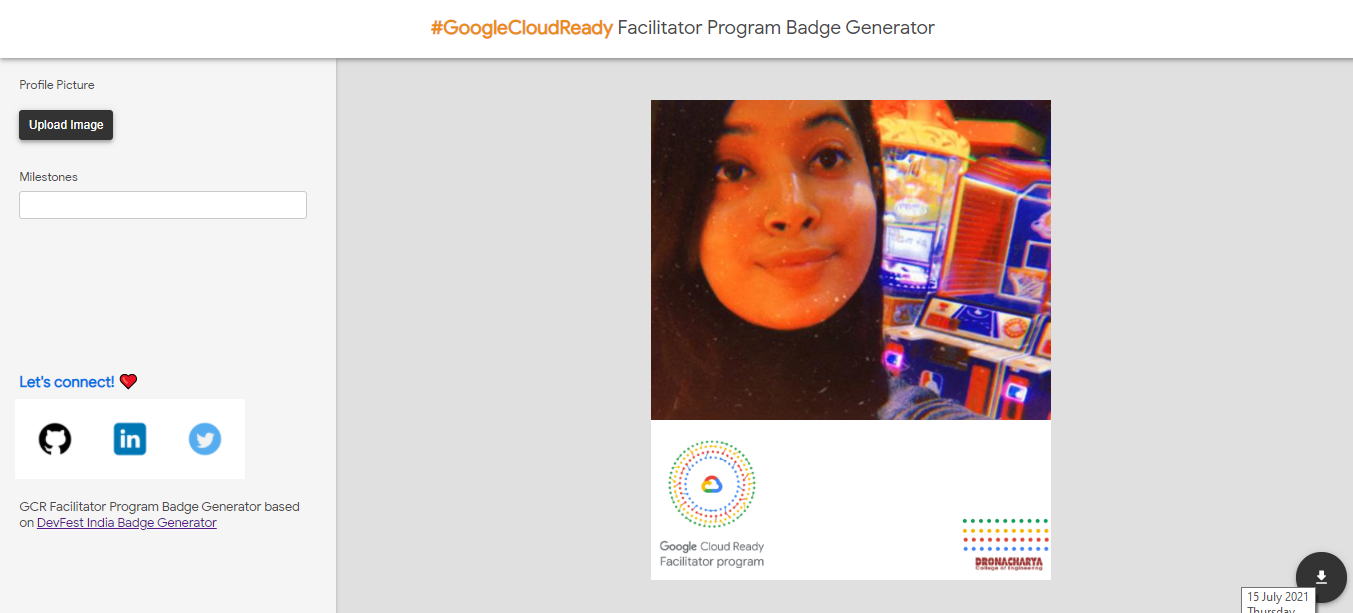 #GoogleCloudReady Facilitator Program Badge Generator
Profile Picture
Upload Image
Milestones
Let's connect!
in
GCR Facilitator Program Badge Generator based
on DevFest India Badge Generator
Google Cloud Ready
Facilitator program
DRONACHARYA
College of Engineering
15 July 2021
Thursday